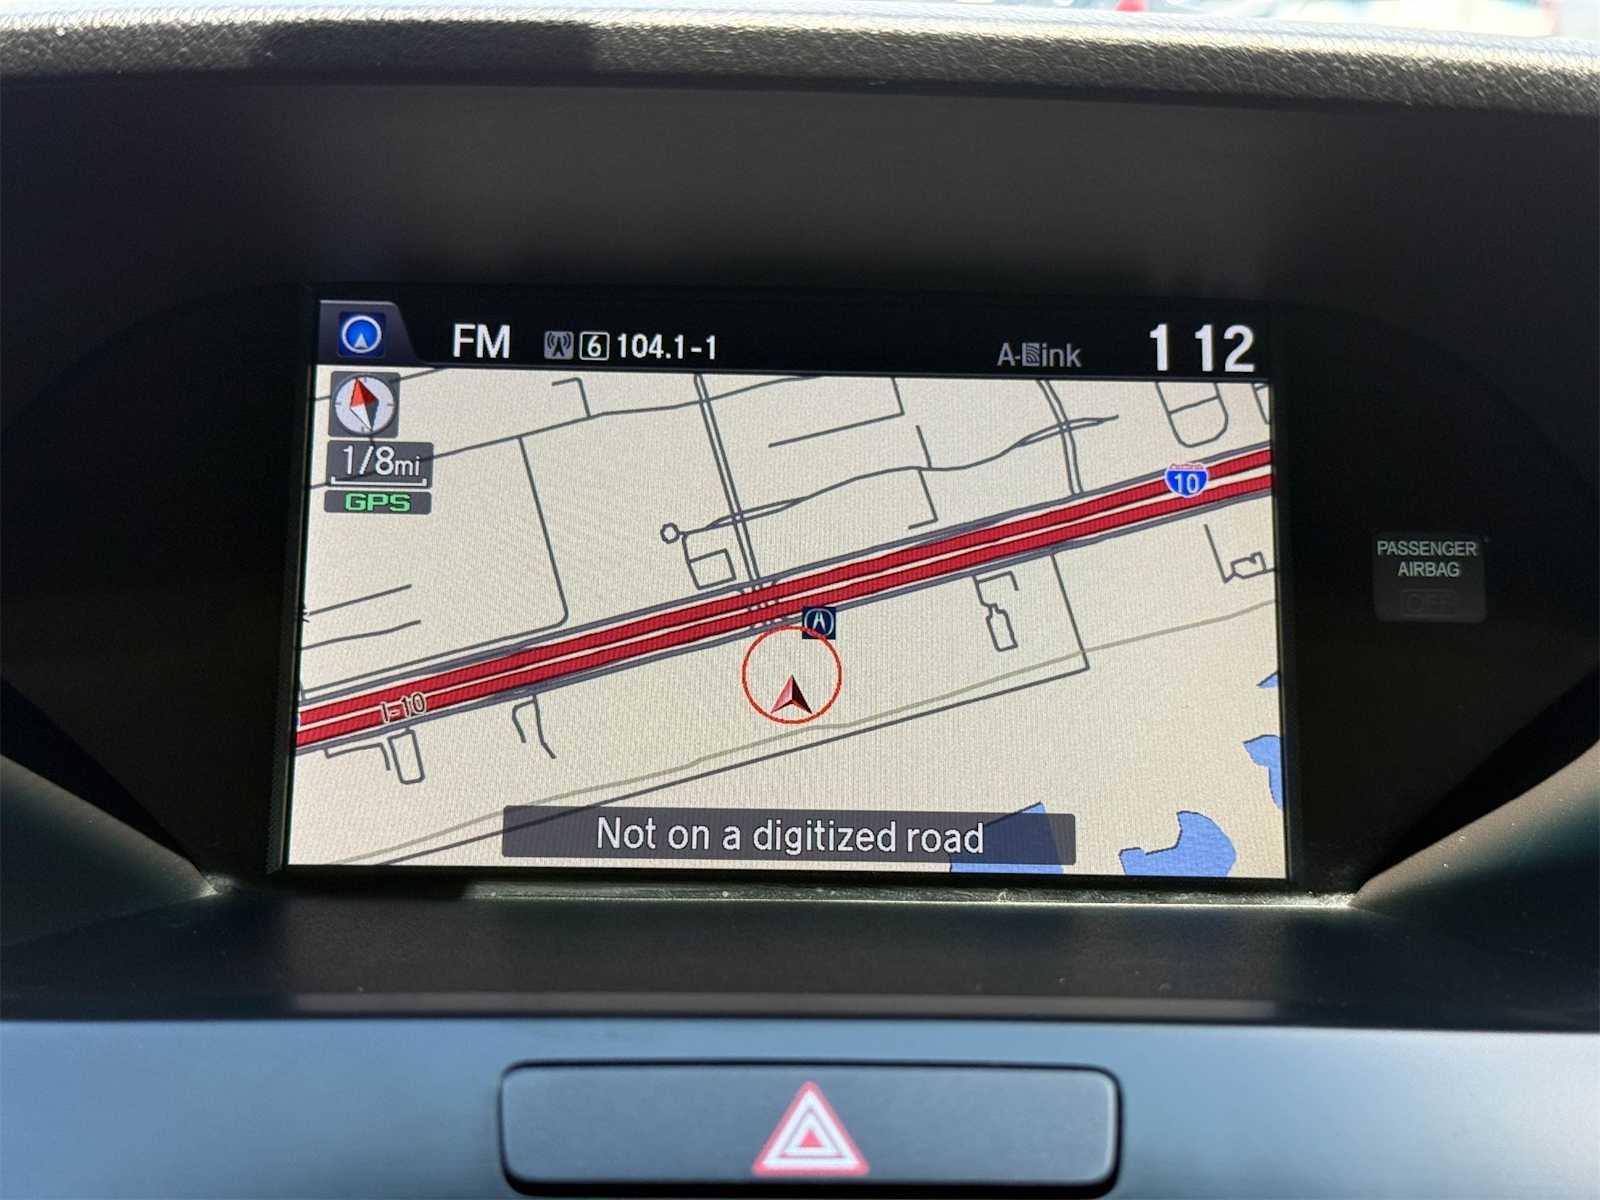 FM 6 104.1-1 A-Link 1 12
1/8mi
GPS
10
I-10
Not on a digitized road
PASSENGER
AIRBAG
OFF